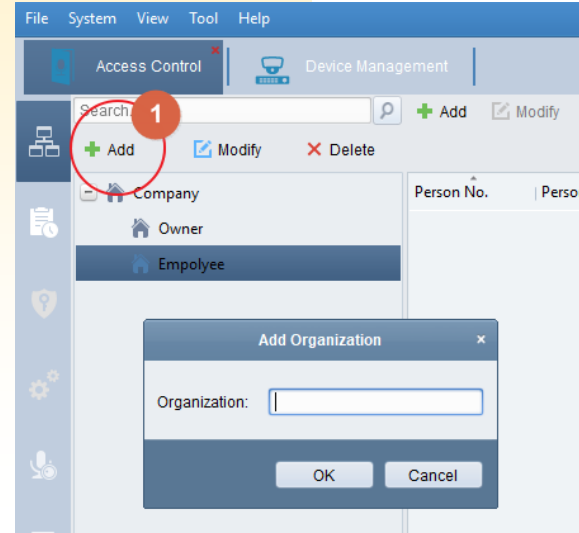 File System View Tool Help
Access Control Device Management
Search. 1 Add Modify
Add Modify Delete
Company Person No. Perso
Owner
Empolyee
Add Organization
Organization:
OK Cancel